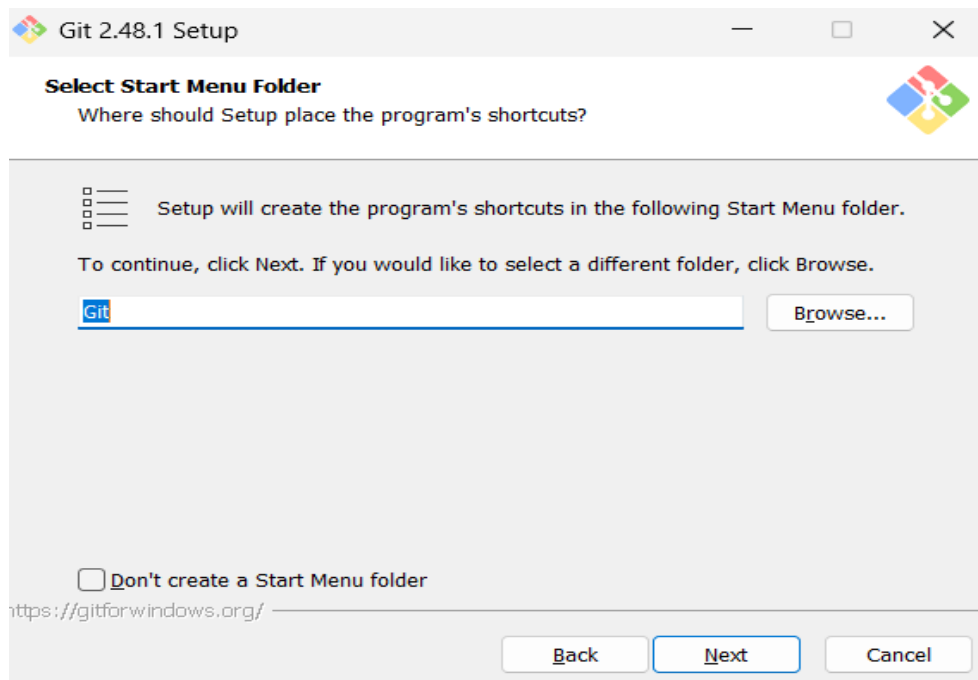 Git 2.48.1 Setup
Select Start Menu Folder
Where should Setup place the program's shortcuts?
Setup will create the program's shortcuts in the following Start Menu folder.
To continue, click Next. If you would like to select a different folder, click Browse.
Git
Browse...
Don't create a Start Menu folder
https://gitforwindows.org/
Back
Next
Cancel